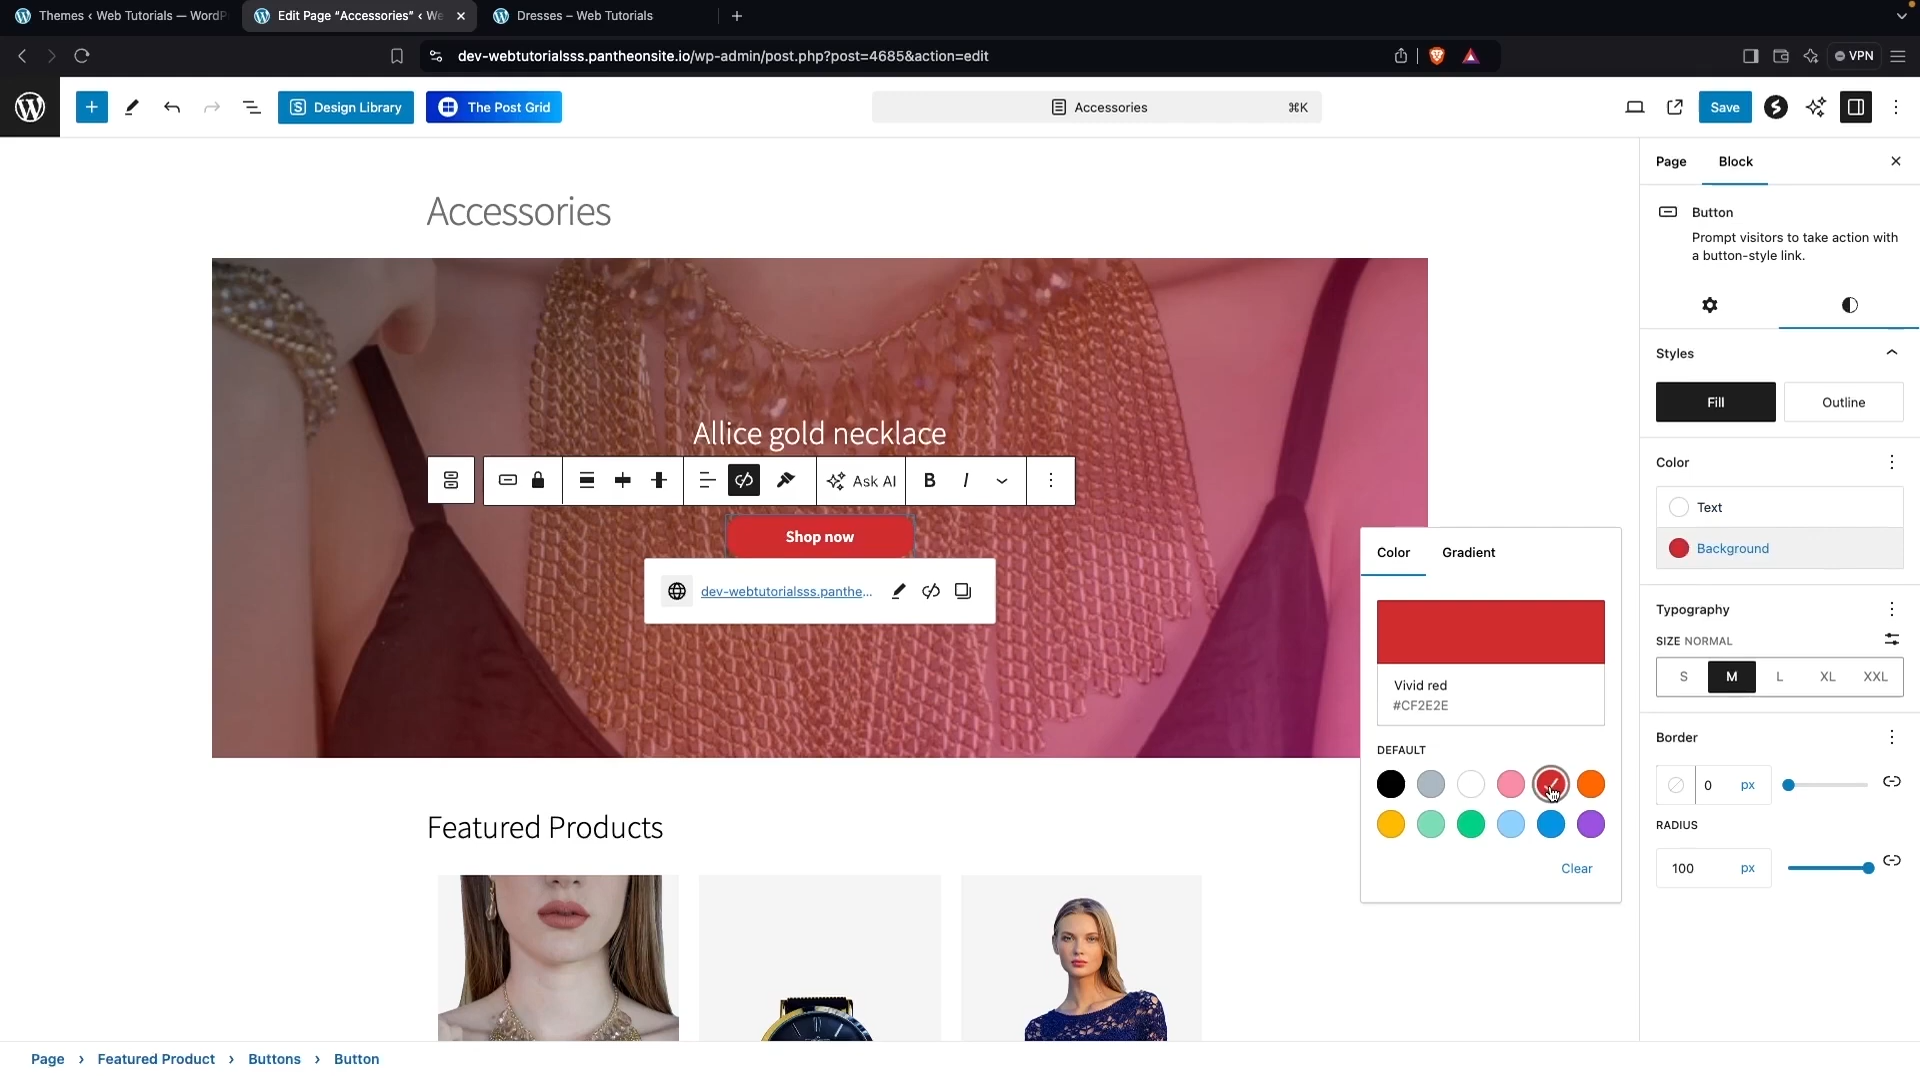 Themes ‹ Web Tutorials — WordP
Edit Page “Accessories” ‹ We
Dresses – Web Tutorials
dev-webtutorialsss.pantheonsite.io/wp-admin/post.php?post=4685&action=edit
VPN
Design Library
The Post Grid
Accessories
⌘K
Save
Page
Block
Button
Prompt visitors to take action with
a button-style link.
Styles
Fill
Outline
Color
Text
Background
Typography
SIZE NORMAL
S M L XL XXL
Border
0 px
RADIUS
100 px
Accessories
Allice gold necklace
Ask AI
B I
Shop now
dev-webtutorialsss.panthe...
Color
Gradient
Vivid red
#CF2E2E
DEFAULT
Clear
Featured Products
Page › Featured Product › Buttons › Button